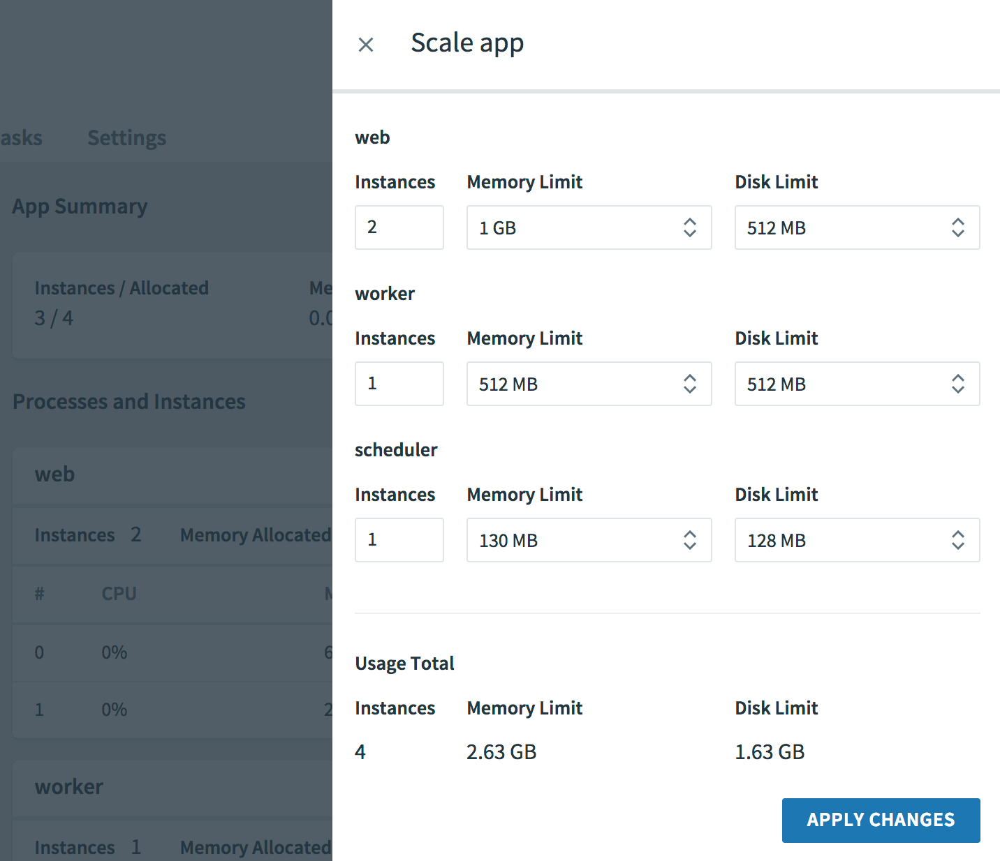 Scale app
asks Settings
App Summary
Instances / Allocated
3 / 4
0.0
Processes and Instances
web
Instances 2 Memory Allocated
# CPU
0 0%
1 0%
worker
Instances 1 Memory Allocated
web
Instances Memory Limit Disk Limit
2 1 GB 512 MB
worker
Instances Memory Limit Disk Limit
1 512 MB 512 MB
scheduler
Instances Memory Limit Disk Limit
1 130 MB 128 MB
Usage Total
Instances Memory Limit Disk Limit
4 2.63 GB 1.63 GB
APPLY CHANGES